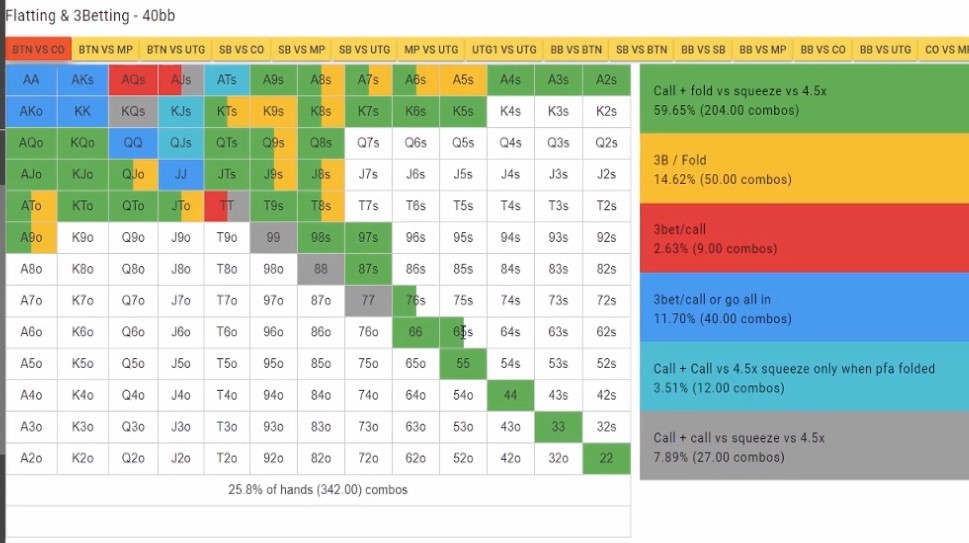 Flatting & 3Betting - 40bb
BTN VS CO BTN VS MP BTN VS UTG SB VS CO SB VS MP SB VS UTG MP VS UTG UTG1 VS UTG BB VS BTN SB VS BTN BB VS SB BB VS MP BB VS CO BB VS UTG CO VS MP
AA AKs AQs AJs ATs A9s A8s A7s A6s A5s A4s A3s A2s
AKo KK KQs KJs KTs K9s K8s K7s K6s K5s K4s K3s K2s
AQo KQo QQ QJs QTs Q9s Q8s Q7s Q6s Q5s Q4s Q3s Q2s
AJo KJo QJo JJ JTs J9s J8s J7s J6s J5s J4s J3s J2s
ATo KTo QTo JTo TT T9s T8s T7s T6s T5s T4s T3s T2s
A9o K9o Q9o J9o T9o 99 98s 97s 96s 95s 94s 93s 92s
A8o K8o Q8o J8o T8o 98o 88 87s 86s 85s 84s 83s 82s
A7o K7o Q7o J7o T7o 97o 87o 77 76s 75s 74s 73s 72s
A6o K6o Q6o J6o T6o 96o 86o 76o 66 65s 64s 63s 62s
A5o K5o Q5o J5o T5o 95o 85o 75o 65o 55 54s 53s 52s
A4o K4o Q4o J4o T4o 94o 84o 74o 64o 54o 44 43s 42s
A3o K3o Q3o J3o T3o 93o 83o 73o 63o 53o 43o 33 32s
A2o K2o Q2o J2o T2o 92o 82o 72o 62o 52o 42o 32o 22
25.8% of hands (342.00) combos
Call + fold vs squeeze vs 4.5x
59.65% (204.00 combos)
3B / Fold
14.62% (50.00 combos)
3bet/call
2.63% (9.00 combos)
3bet/call or go all in
11.70% (40.00 combos)
Call + Call vs 4.5x squeeze only when pfa folded
3.51% (12.00 combos)
Call + call vs squeeze vs 4.5x
7.89% (27.00 combos)